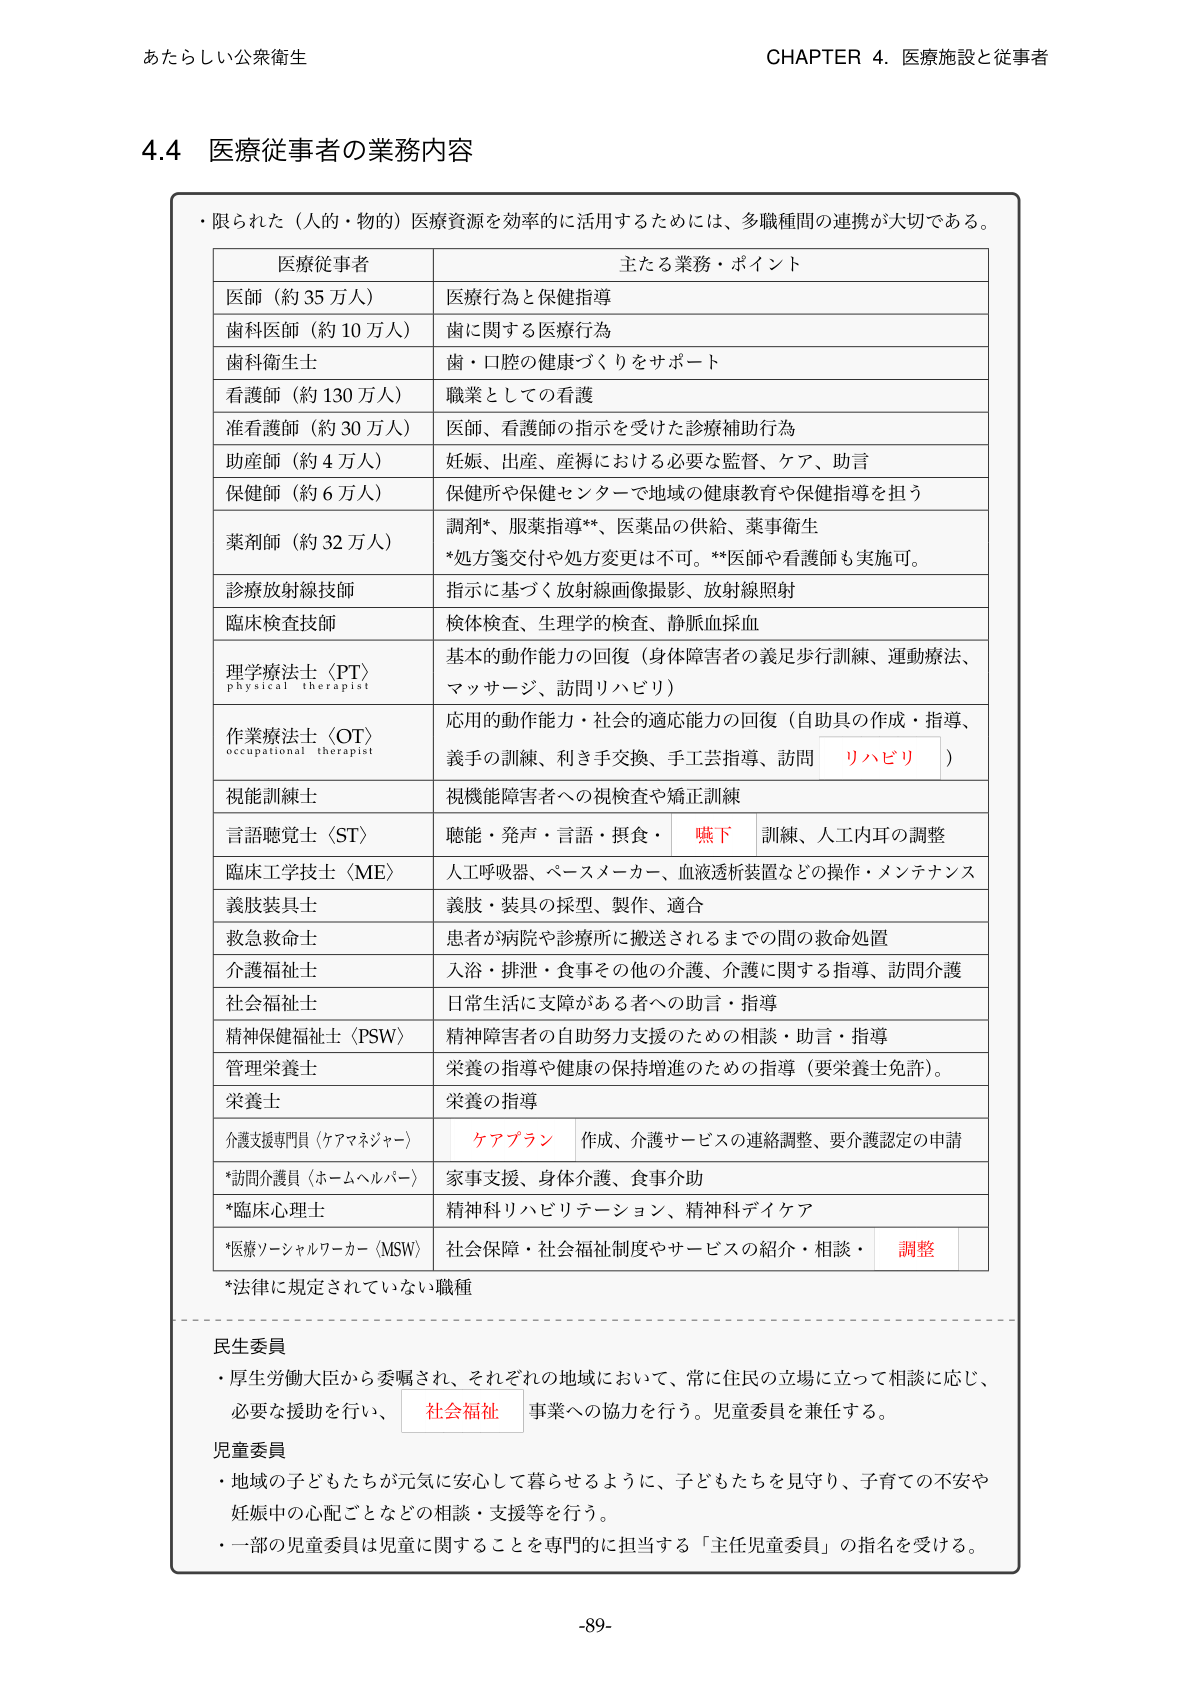 あたらしい公衆衛生
CHAPTER 4. 医療施設と従事者
4.4 医療従事者の業務内容
・限られた（人的・物的）医療資源を効率的に活用するためには、多職種間の連携が大切である。
医療従事者 主たる業務・ポイント
医師（約 35 万人） 医療行為と保健指導
歯科医師（約 10 万人） 歯に関する医療行為
歯科衛生士 歯・口腔の健康づくりをサポート
看護師（約 130 万人） 職業としての看護
准看護師（約 30 万人） 医師、看護師の指示を受けた診療補助行為
助産師（約 4 万人） 妊娠、出産、産褥における必要な監督、ケア、助言
保健師（約 6 万人） 保健所や保健センターで地域の健康教育や保健指導を担う
薬剤師（約 32 万人） 調剤*、服薬指導**、医薬品の供給、薬事衛生
*処方箋交付や処方変更は不可。**医師や看護師も実施可。
診療放射線技師 指示に基づく放射線画像撮影、放射線照射
臨床検査技師 検体検査、生理学的検査、静脈血採血
理学療法士〈PT〉 基本的動作能力の回復（身体障害者の義足歩行訓練、運動療法、
physical therapist マッサージ、訪問リハビリ）
作業療法士〈OT〉 応用的動作能力・社会的適応能力の回復（自助具の作成・指導、
occupational therapist 義手の訓練、利き手交換、手工芸指導、訪問 リハビリ ）
視能訓練士 視機能障害者への視検査や矯正訓練
言語聴覚士〈ST〉 聴能・発声・言語・摂食・ 嚥下 訓練、人工内耳の調整
臨床工学技士〈ME〉 人工呼吸器、ペースメーカー、血液透析装置などの操作・メンテナンス
義肢装具士 義肢・装具の採型、製作、適合
救急救命士 患者が病院や診療所に搬送されるまでの間の救命処置
介護福祉士 入浴・排泄・食事その他の介護、介護に関する指導、訪問介護
社会福祉士 日常生活に支障がある者への助言・指導
精神保健福祉士〈PSW〉 精神障害者の自助努力支援のための相談・助言・指導
管理栄養士 栄養の指導や健康の保持増進のための指導（要栄養士免許）。
栄養士 栄養の指導
介護支援専門員〈ケアマネジャー〉 ケアプラン 作成、介護サービスの連絡調整、要介護認定の申請
*訪問介護員〈ホームヘルパー〉 家事支援、身体介護、食事介助
*臨床心理士 精神科リハビリテーション、精神科デイケア
*医療ソーシャルワーカー〈MSW〉 社会保障・社会福祉制度やサービスの紹介・相談・ 調整
*法律に規定されていない職種
民生委員
・厚生労働大臣から委嘱され、それぞれの地域において、常に住民の立場に立って相談に応じ、
必要な援助を行い、 社会福祉 事業への協力を行う。児童委員を兼任する。
児童委員
・地域の子どもたちが元気に安心して暮らせるように、子どもたちを見守り、子育ての不安や
妊娠中の心配ごとなどの相談・支援等を行う。
・一部の児童委員は児童に関することを専門的に担当する「主任児童委員」の指名を受ける。
-89-